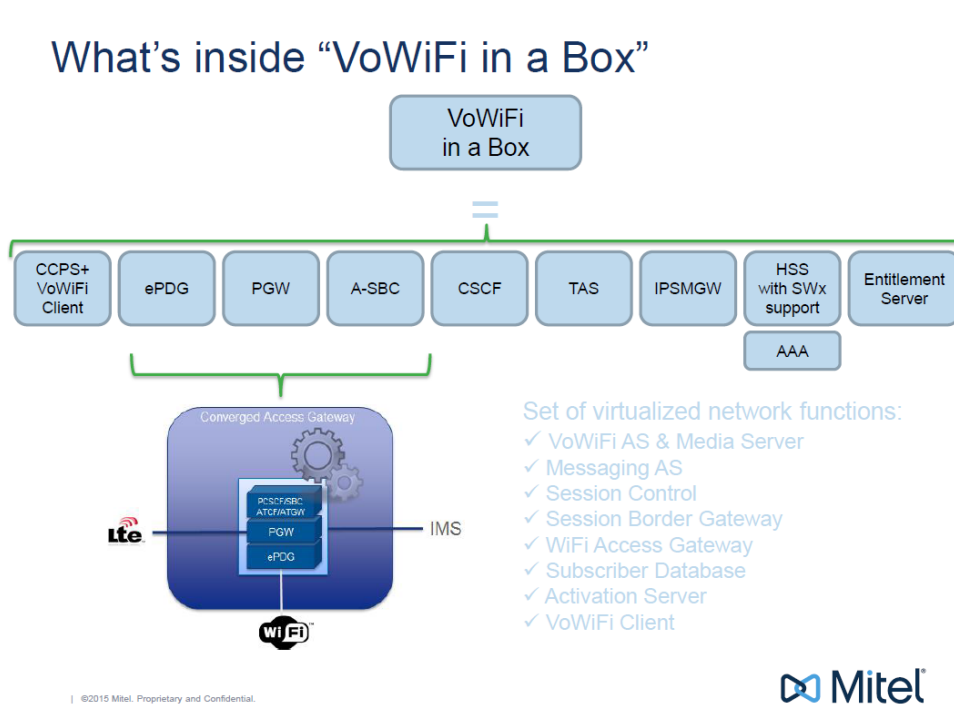 What's inside “VoWiFi in a Box”
VoWiFi
in a Box
=
CCPS+
VoWiFi
Client
ePDG
PGW
A-SBC
CSCF
TAS
IPSMGW
HSS
with SWx
support
Entitlement
Server
AAA
Converged Access Gateway
PCSCF/SBC
ATCF/ATGW
PGW
ePDG
Lte
IMS
WiFi™
Set of virtualized network functions:
✓ VoWiFi AS & Media Server
✓ Messaging AS
✓ Session Control
✓ Session Border Gateway
✓ WiFi Access Gateway
✓ Subscriber Database
✓ Activation Server
✓ VoWiFi Client
| ©2015 Mitel. Proprietary and Confidential.
Mitel